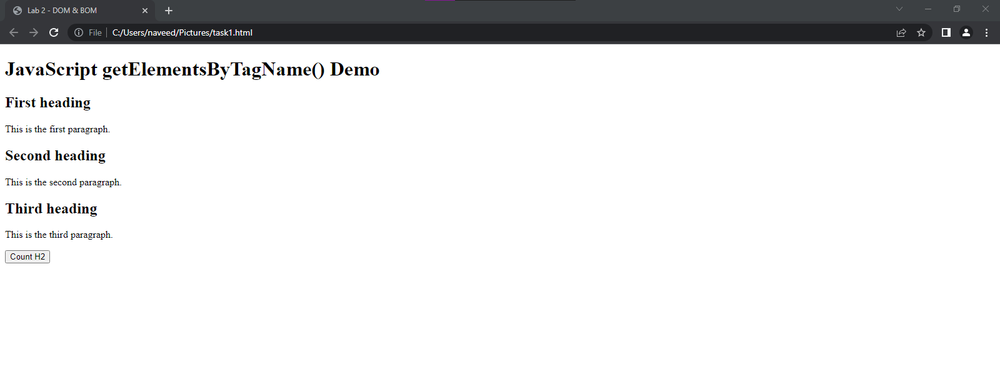 Lab 2 - DOM & BOM
File
C:/Users/naveed/Pictures/task1.html
JavaScript getElementsByTagName() Demo
First heading
This is the first paragraph.
Second heading
This is the second paragraph.
Third heading
This is the third paragraph.
Count H2